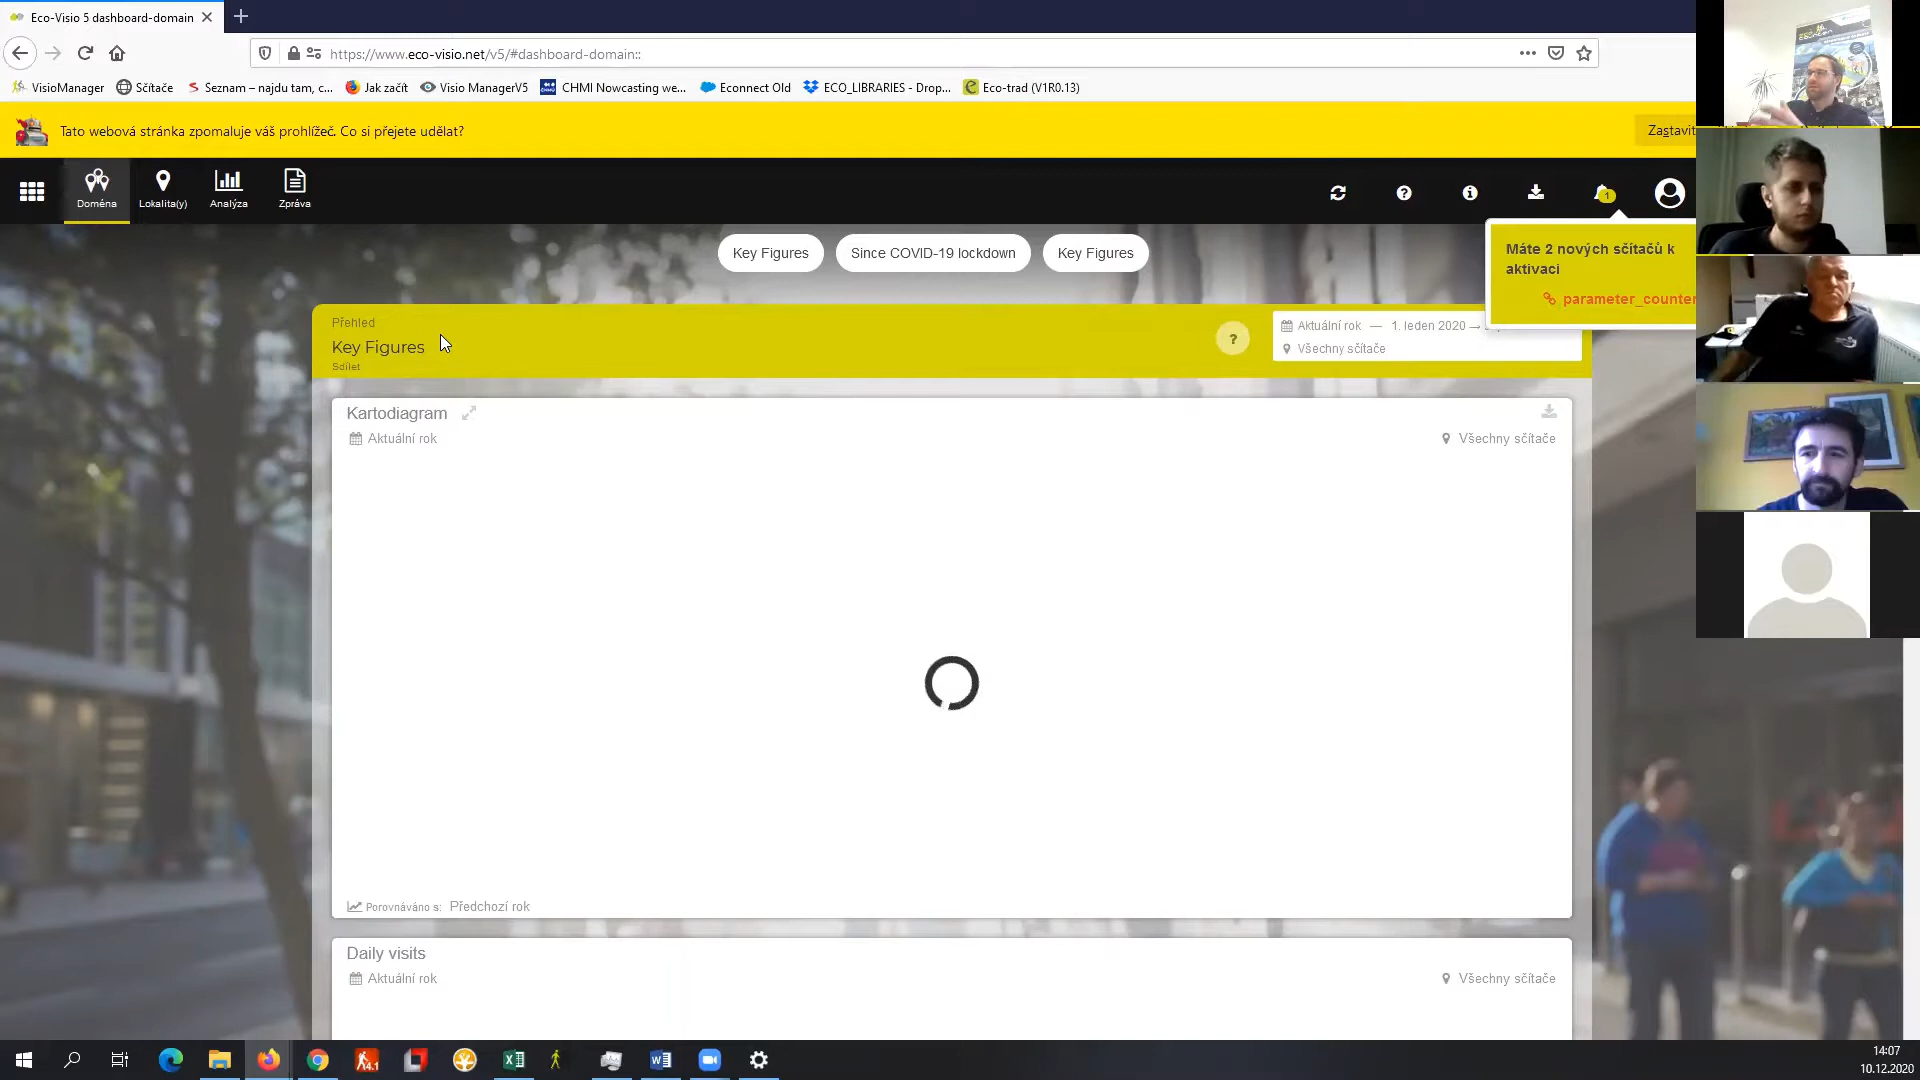 Eco-Visio 5 dashboard-domain
https://www.eco-visio.net/v5/#dashboard-domain::
VisioManager
Sčítače
Seznam – najdu tam, c...
Jak začít
Visio ManagerV5
CHMI Nowcasting we...
Econnect Old
ECO_LIBRARIES - Drop...
Eco-trad (V1R0.13)
Tato webová stránka zpomaluje váš prohlížeč. Co si přejete udělat?
Zastavit
Doména
Lokalita(y)
Analýza
Zpráva
1
Máte 2 nových sčítačů k
aktivaci
parameter_counter
Key Figures
Since COVID-19 lockdown
Key Figures
Přehled
Key Figures
Sdílet
?
Aktuální rok — 1. leden 2020 →
Všechny sčítače
Kartodiagram
Aktuální rok
Všechny sčítače
Porovnáváno s: Předchozí rok
Daily visits
Aktuální rok
Všechny sčítače
4.1
14:07
10.12.2020